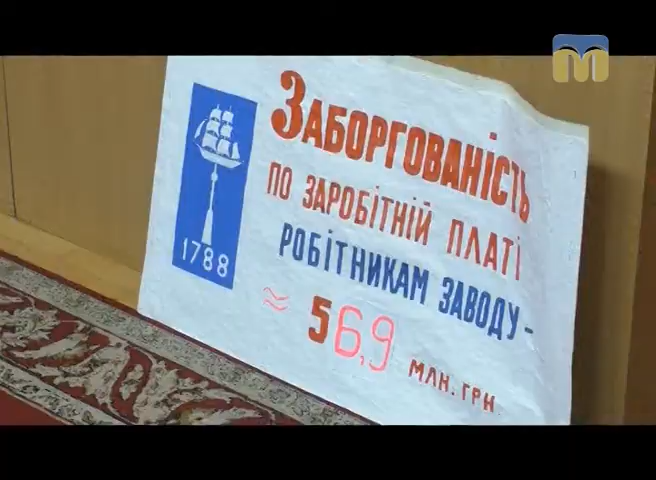 1788
Заборгованість
по заробітній платі
робітникам заводу -
≈ 56,9 млн. грн.